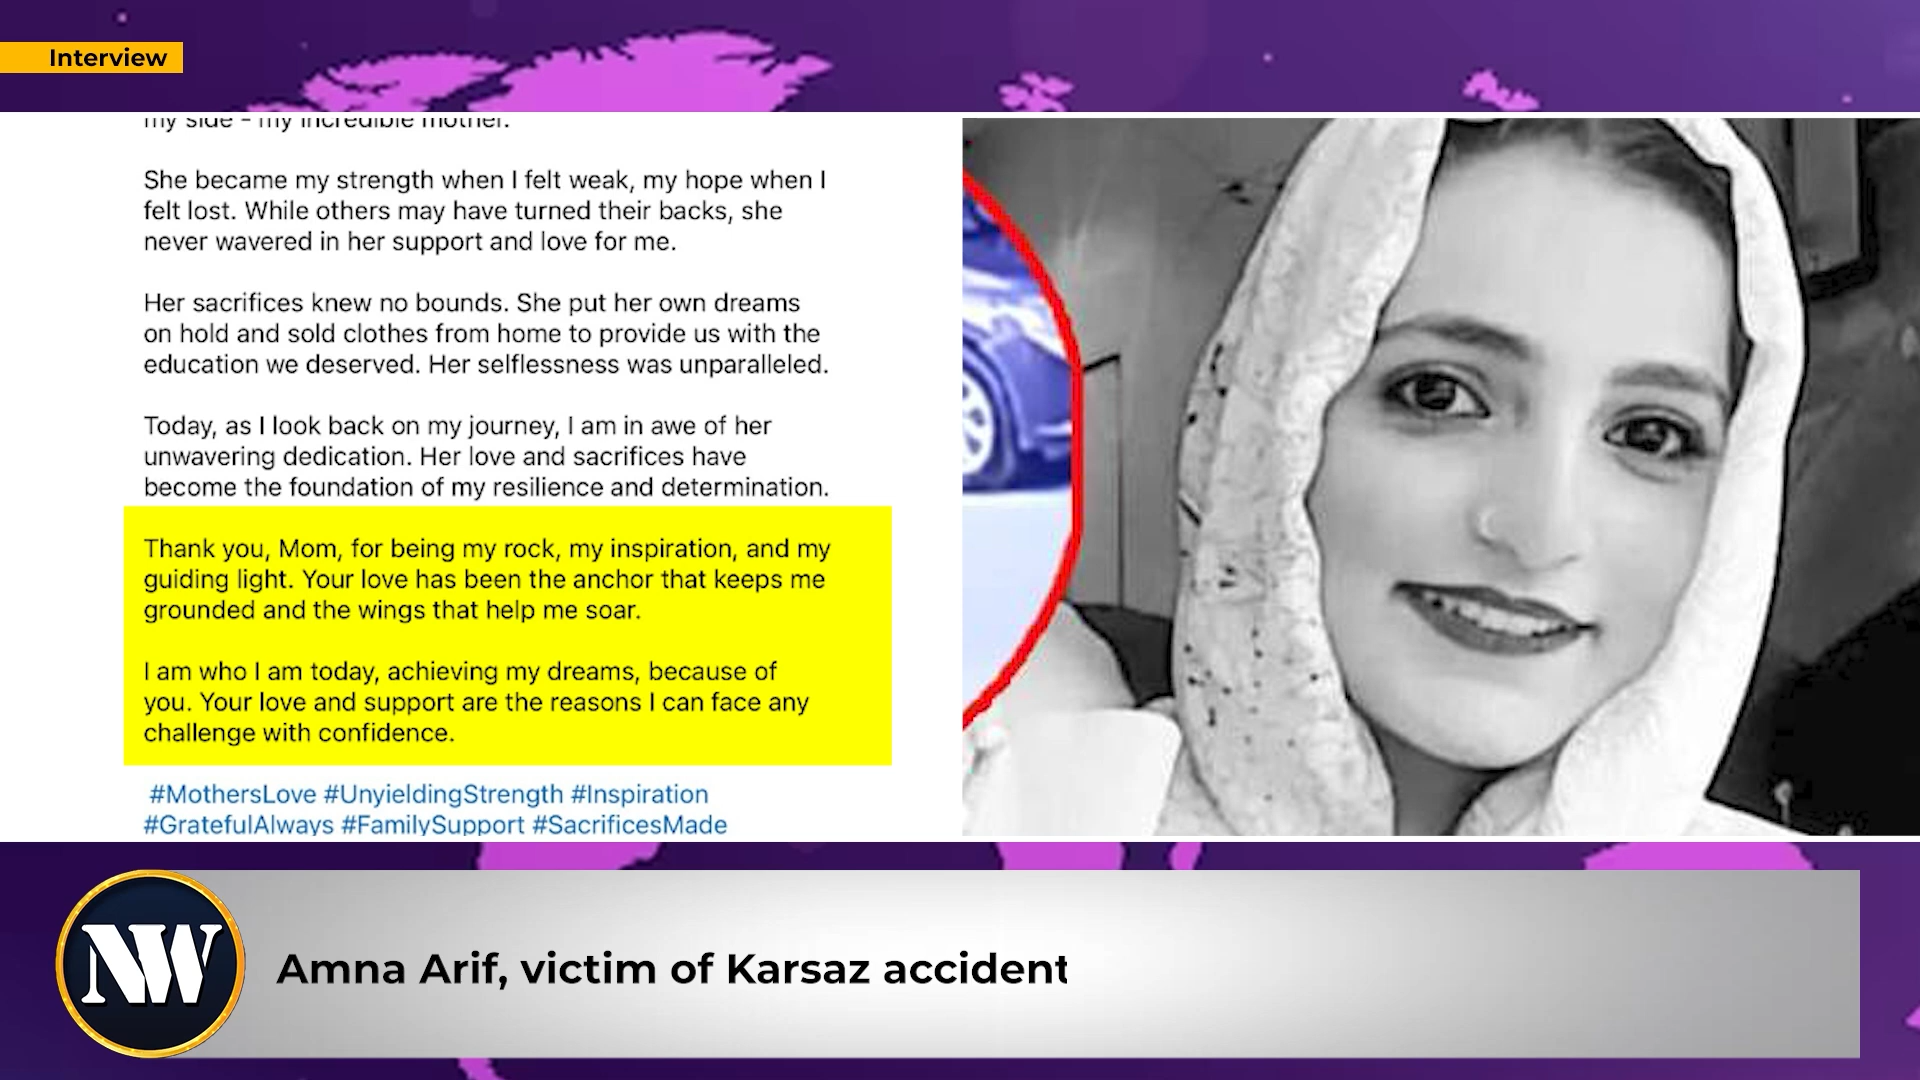 Interview
my side - my incredible mother.
She became my strength when I felt weak, my hope when I
felt lost. While others may have turned their backs, she
never wavered in her support and love for me.
Her sacrifices knew no bounds. She put her own dreams
on hold and sold clothes from home to provide us with the
education we deserved. Her selflessness was unparalleled.
Today, as I look back on my journey, I am in awe of her
unwavering dedication. Her love and sacrifices have
become the foundation of my resilience and determination.
Thank you, Mom, for being my rock, my inspiration, and my
guiding light. Your love has been the anchor that keeps me
grounded and the wings that help me soar.
I am who I am today, achieving my dreams, because of
you. Your love and support are the reasons I can face any
challenge with confidence.
#MothersLove #UnyieldingStrength #Inspiration
#GratefulAlways #FamilySupport #SacrificesMade
NW
Amna Arif, victim of Karsaz accident